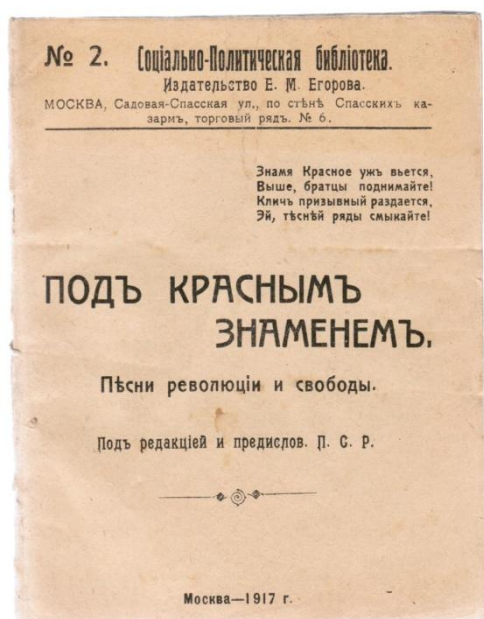 № 2. Соціально-Политическая библіотека.
Издательство Е. М. Егорова.
МОСКВА, Садовая-Спасская ул., по стѣнѣ Спасскихъ ка-
зармъ, торговый рядъ. № 6.
Знамя Красное ужъ вьется,
Выше, братцы поднимайте!
Кличъ призывный раздается,
Эй, тѣснѣй ряды смыкайте!
ПОДЪ КРАСНЫМЪ
ЗНАМЕНЕМЪ.
Пѣсни революціи и свободы.
Подъ редакціей и предислов. П. С. Р.
Москва—1917 г.